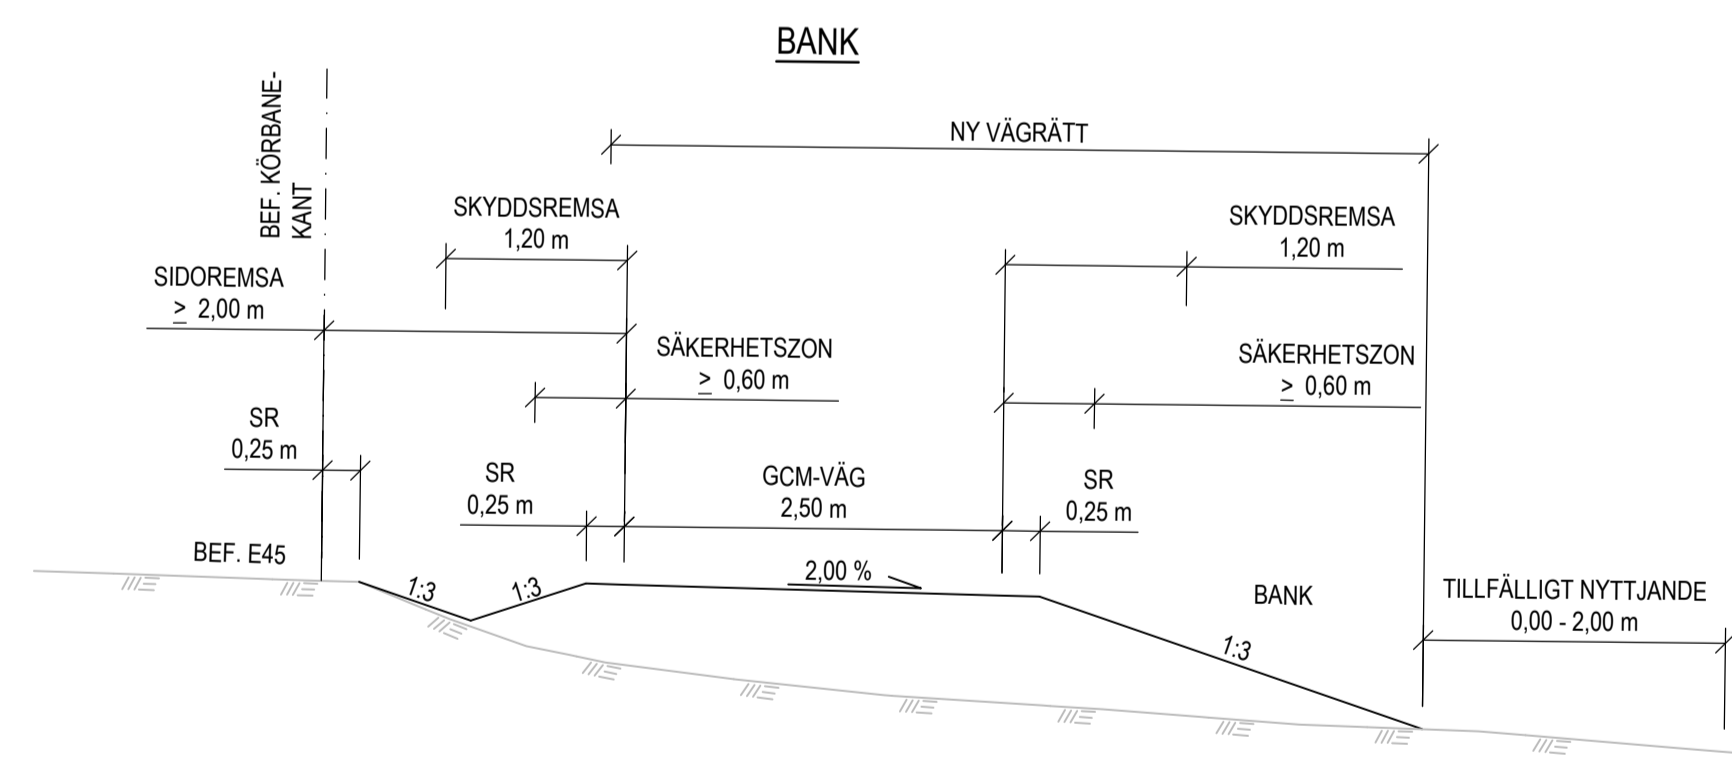 BANK
BEF. KÖRBANE-
KANT
NY VÄGRÄTT
SKYDDSREMSA
1,20 m
SKYDDSREMSA
1,20 m
SIDOREMSA
≥ 2,00 m
SÄKERHETSZON
≥ 0,60 m
SÄKERHETSZON
≥ 0,60 m
SR
0,25 m
SR
0,25 m
GCM-VÄG
2,50 m
SR
0,25 m
BEF. E45
1:3
1:3
2,00 %
BANK
1:3
TILLFÄLLIGT NYTTJANDE
0,00 - 2,00 m